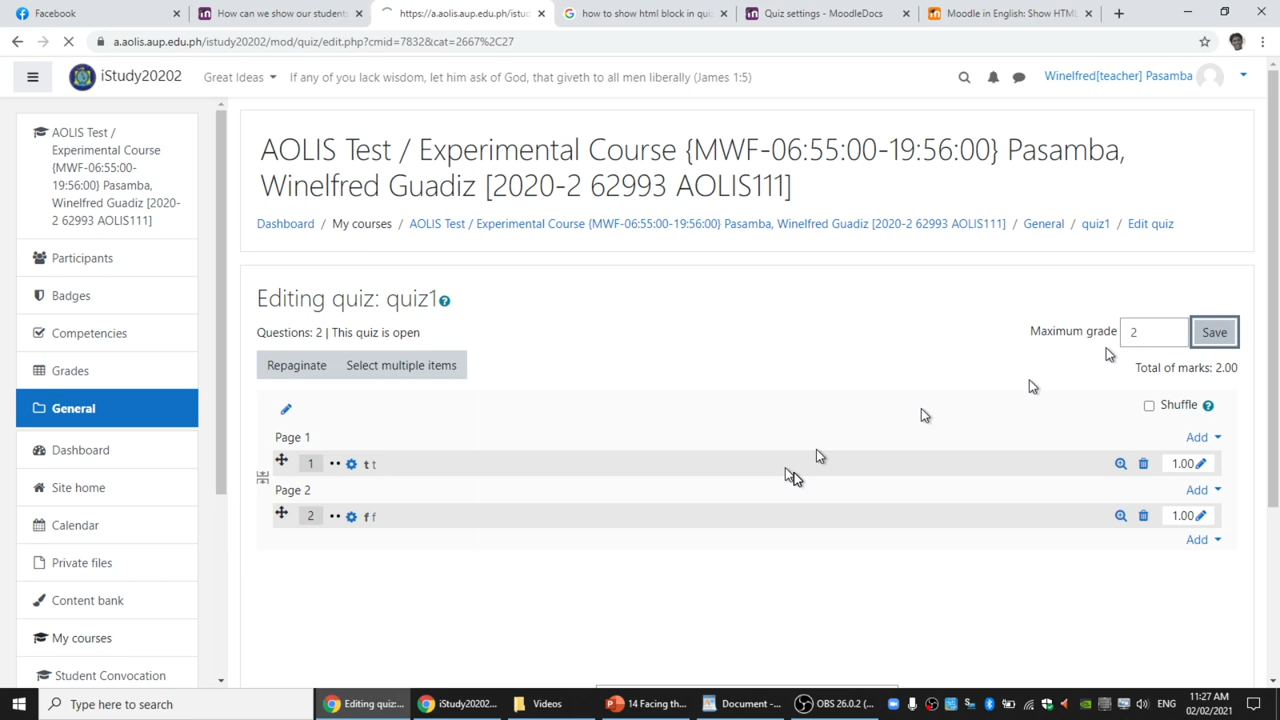 Facebook
How can we show our students
https://a.aolis.aup.edu.ph/istud
how to show html block in quiz
Quiz settings - MoodleDocs
Moodle in English: Show HTML
a.aolis.aup.edu.ph/istudy20202/mod/quiz/edit.php?cmid=7832&cat=2667%2C27
iStudy20202
Great Ideas
If any of you lack wisdom, let him ask of God, that giveth to all men liberally (James 1:5)
Winelfred[teacher] Pasamba
AOLIS Test /
Experimental
Course
{MWF-06:55:00-
19:56:00}
Pasamba,
Winelfred
Guadiz [2020-
2 62993
AOLIS111]
Participants
Badges
Competencies
Grades
General
Dashboard
Site home
Calendar
Private files
Content bank
My courses
Student Convocation
AOLIS Test / Experimental Course {MWF-06:55:00-19:56:00} Pasamba,
Winelfred Guadiz [2020-2 62993 AOLIS111]
Dashboard / My courses / AOLIS Test / Experimental Course {MWF-06:55:00-19:56:00} Pasamba, Winelfred Guadiz [2020-2 62993 AOLIS111] / General / quiz1 / Edit quiz
Editing quiz: quiz1
Questions: 2 | This quiz is open
Maximum grade 2 Save
Repaginate Select multiple items
Total of marks: 2.00
Shuffle
Page 1 Add
1 t t 1.00
Page 2 Add
2 f f 1.00
Add
Type here to search
Editing quiz:...
iStudy20202...
Videos
14 Facing th...
Document -...
OBS 26.0.2 (...
ENG
11:27 AM
02/02/2021